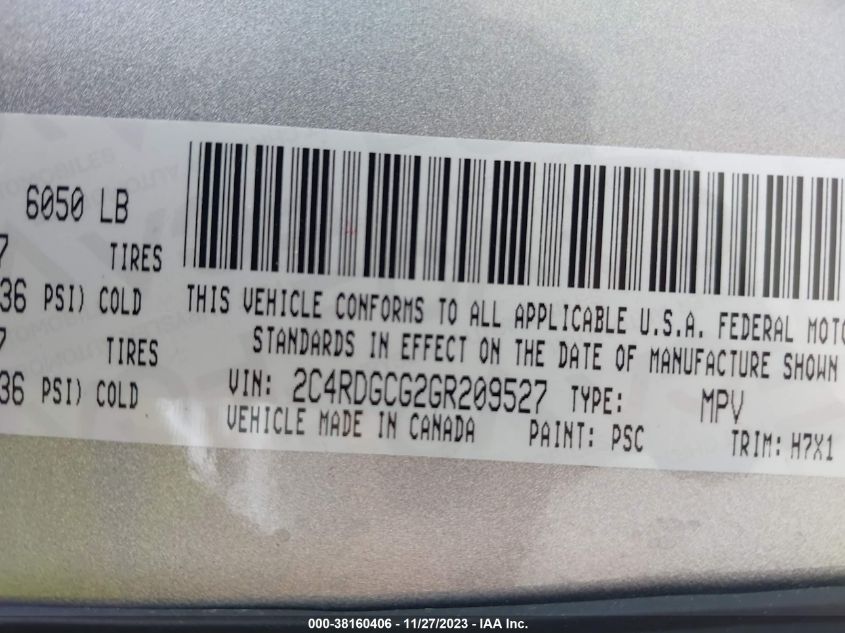 6050 LB
7 TIRES
36 PSI) COLD
7 TIRES
36 PSI) COLD
THIS VEHICLE CONFORMS TO ALL APPLICABLE U.S.A. FEDERAL MOTO
STANDARDS IN EFFECT ON THE DATE OF MANUFACTURE SHOWN
VIN: 2C4RDGCG2GR209527 TYPE: MPV
VEHICLE MADE IN CANADA PAINT: PSC TRIM: H7X1
000-38160406 - 11/27/2023 - IAA Inc.